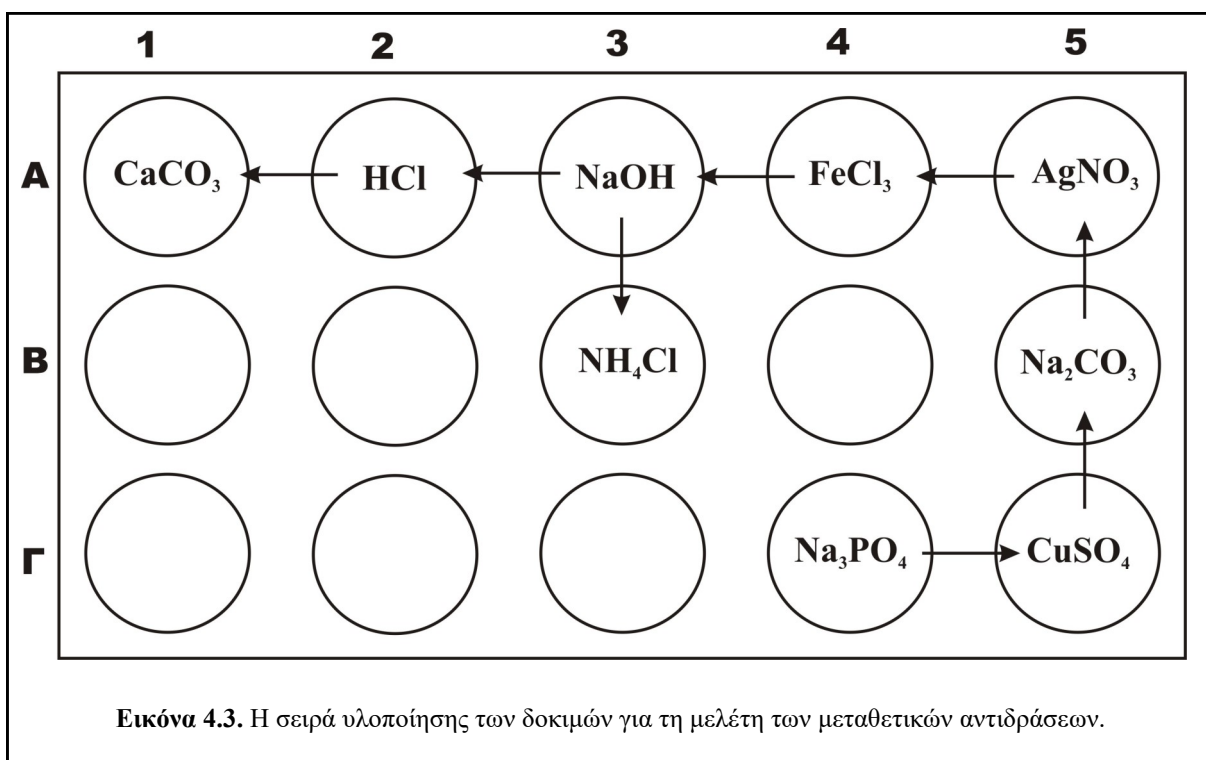 1 2 3 4 5
A CaCO₃ HCl NaOH FeCl₃ AgNO₃
B NH₄Cl Na₂CO₃
Γ Na₃PO₄ CuSO₄
Εικόνα 4.3. Η σειρά υλοποίησης των δοκιμών για τη μελέτη των μεταθετικών αντιδράσεων.